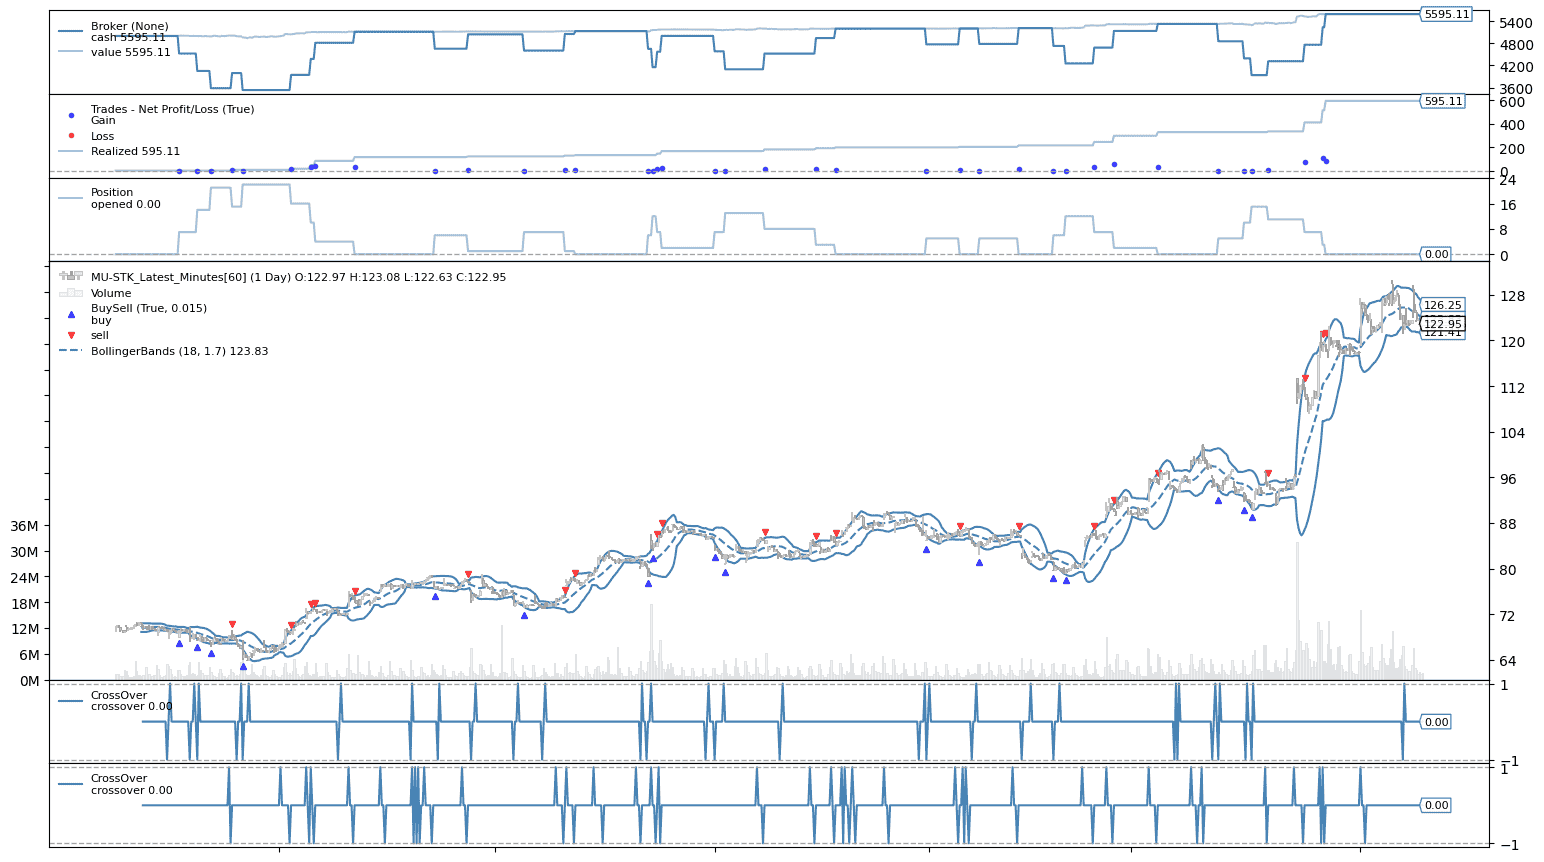 Broker (None)
cash 5595.11
value 5595.11
5595.11
5400
4800
4200
3600
Trades - Net Profit/Loss (True)
Gain
Loss
Realized 595.11
595.11
600
400
200
0
Position
opened 0.00
0.00
24
16
8
0
MU-STK_Latest_Minutes[60] (1 Day) O:122.97 H:123.08 L:122.63 C:122.95
Volume
BuySell (True, 0.015)
buy
sell
BollingerBands (18, 1.7) 123.83
126.25
122.95
121.41
128
120
112
104
96
88
80
72
64
36M
30M
24M
18M
12M
6M
0M
CrossOver
crossover 0.00
0.00
1
−1
CrossOver
crossover 0.00
0.00
1
−1